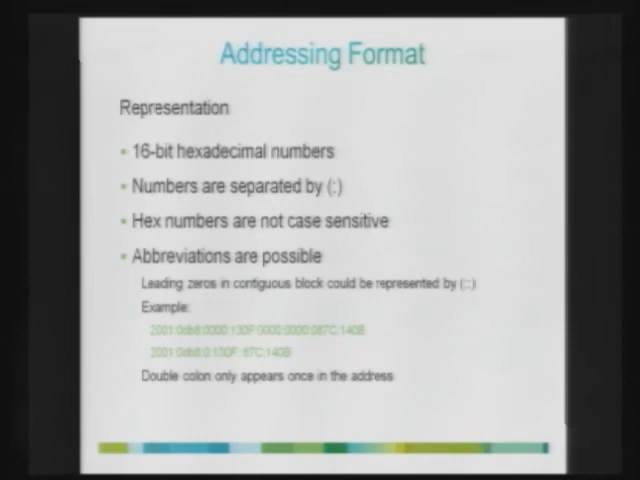 Addressing Format
Representation
16-bit hexadecimal numbers
Numbers are separated by (:)
Hex numbers are not case sensitive
Abbreviations are possible
Leading zeros in contiguous block could be represented by (::)
Example:
2001:0db8:0000:130F:0000:0000:087C:140B
2001:0db8:0:130F::87C:140B
Double colon only appears once in the address